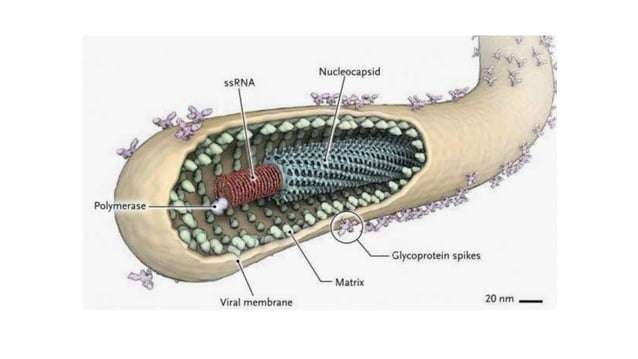 Nucleocapsid
ssRNA
Polymerase
Glycoprotein spikes
Matrix
Viral membrane
20 nm